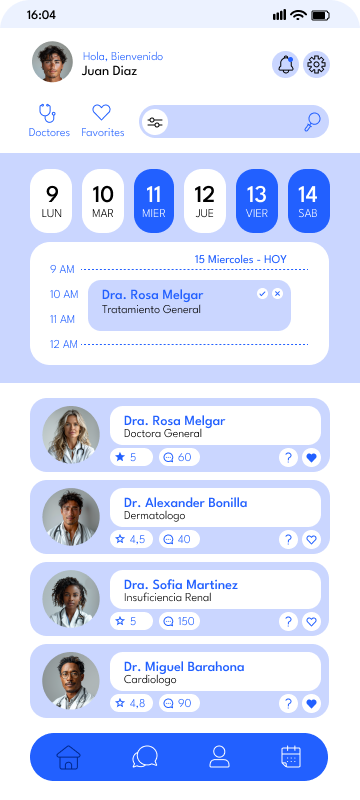 16:04
Hola, Bienvenido
Juan Diaz
Doctores
Favorites
9 10 11 12 13 14
LUN MAR MIER JUE VIER SAB
15 Miercoles - HOY
9 AM
10 AM
Dra. Rosa Melgar
Tratamiento General
11 AM
12 AM
Dra. Rosa Melgar
Doctora General
5 60 ?
Dr. Alexander Bonilla
Dermatologo
4,5 40 ?
Dra. Sofia Martinez
Insuficiencia Renal
5 150 ?
Dr. Miguel Barahona
Cardiologo
4,8 90 ?